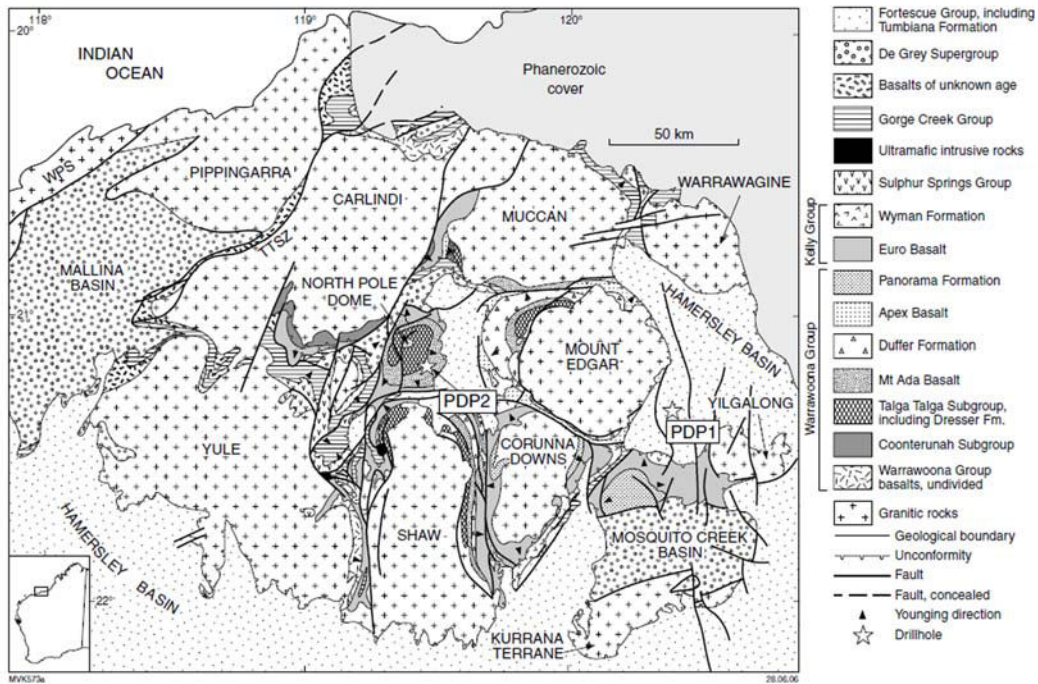 118°
119°
120°
20°
INDIAN
OCEAN
Phanerozoic
cover
50 km
WPS
PIPPINGARRA
CARLINDI
MUCCAN
WARRAWAGINE
TTSZ
MALLINA
BASIN
NORTH POLE
DOME
21
HAMERSLEY BASIN
MOUNT
EDGAR
PDP2
PDP1
YILGALONG
YULE
CORUNNA
DOWNS
SHAW
MOSQUITO CREEK
BASIN
HAMERSLEY BASIN
22°
KURRANA
TERRANE
MVK573a
28.06.06
Fortescue Group, including
Tumbiana Formation
De Grey Supergroup
Basalts of unknown age
Gorge Creek Group
Ultramafic intrusive rocks
Sulphur Springs Group
Kelly Group
Wyman Formation
Euro Basalt
Warrawoona Group
Panorama Formation
Apex Basalt
Duffer Formation
Mt Ada Basalt
Talga Talga Subgroup,
including Dresser Fm.
Coonterunah Subgroup
Warrawoona Group
basalts, undivided
Granitic rocks
Geological boundary
Unconformity
Fault
Fault, concealed
Younging direction
Drillhole